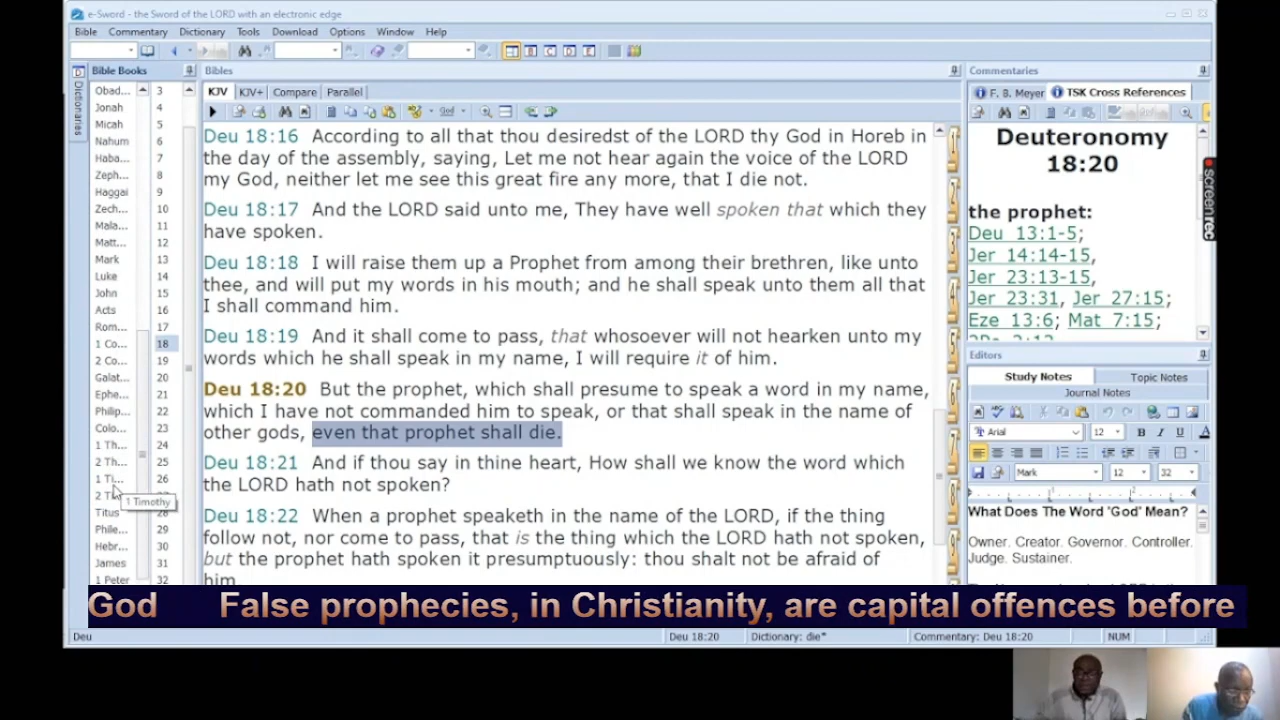 e-Sword - the Sword of the LORD with an electronic edge
Bible Commentary Dictionary Tools Download Options Window Help
Dictionaries
Bible Books
Obad...
Jonah
Micah
Nahum
Haba...
Zeph...
Haggai
Zech...
Mala...
Matt...
Mark
Luke
John
Acts
Rom...
1 Co...
2 Co...
Galat...
Ephe...
Philip...
Colo...
1 Th...
2 Th...
1 Ti...
2 Ti...
1 Timothy
Titus
Phile...
Hebr...
James
1 Peter
3
4
5
6
7
8
9
10
11
12
13
14
15
16
17
18
19
20
21
22
23
24
25
26
28
29
30
31
32
Bibles
KJV KJV+ Compare Parallel
Deu 18:16 According to all that thou desiredst of the LORD thy God in Horeb in
the day of the assembly, saying, Let me not hear again the voice of the LORD
my God, neither let me see this great fire any more, that I die not.
Deu 18:17 And the LORD said unto me, They have well spoken that which they
have spoken.
Deu 18:18 I will raise them up a Prophet from among their brethren, like unto
thee, and will put my words in his mouth; and he shall speak unto them all that
I shall command him.
Deu 18:19 And it shall come to pass, that whosoever will not hearken unto my
words which he shall speak in my name, I will require it of him.
Deu 18:20 But the prophet, which shall presume to speak a word in my name,
which I have not commanded him to speak, or that shall speak in the name of
other gods, even that prophet shall die.
Deu 18:21 And if thou say in thine heart, How shall we know the word which
the LORD hath not spoken?
Deu 18:22 When a prophet speaketh in the name of the LORD, if the thing
follow not, nor come to pass, that is the thing which the LORD hath not spoken,
but the prophet hath spoken it presumptuously: thou shalt not be afraid of
him
Commentaries
F. B. Meyer TSK Cross References
Deuteronomy
18:20
the prophet:
Deu 13:1-5;
Jer 14:14-15,
Jer 23:13-15,
Jer 23:31, Jer 27:15;
Eze 13:6; Mat 7:15;
screenrec
Editors
Study Notes Topic Notes
Journal Notes
Arial 12 B I U A
Mark 12 32
What Does The Word 'God' Mean?
Owner. Creator. Governor. Controller.
Judge. Sustainer.
God False prophecies, in Christianity, are capital offences before
Deu Deu 18:20 Dictionary: die* Commentary: Deu 18:20 NUM